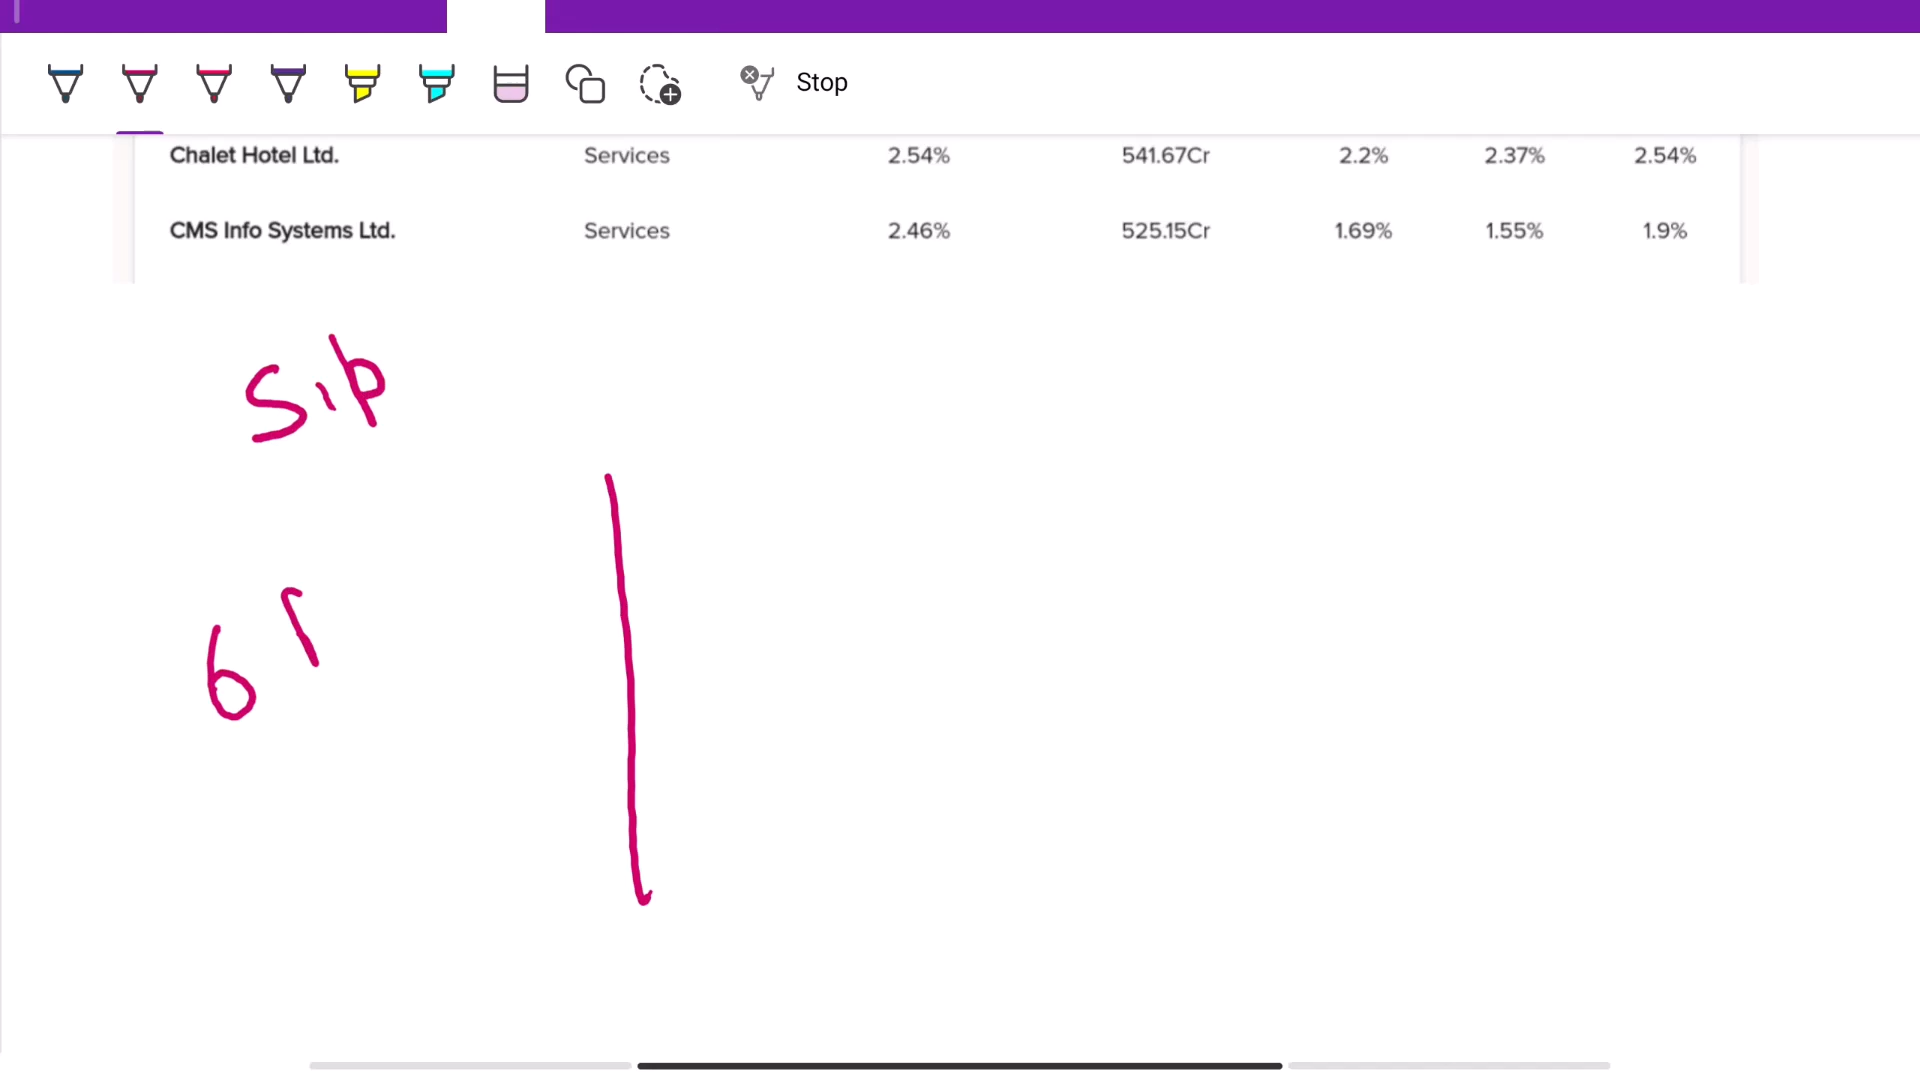 Stop
Chalet Hotel Ltd. Services 2.54% 541.67Cr 2.2% 2.37% 2.54%
CMS Info Systems Ltd. Services 2.46% 525.15Cr 1.69% 1.55% 1.9%
Sip
6